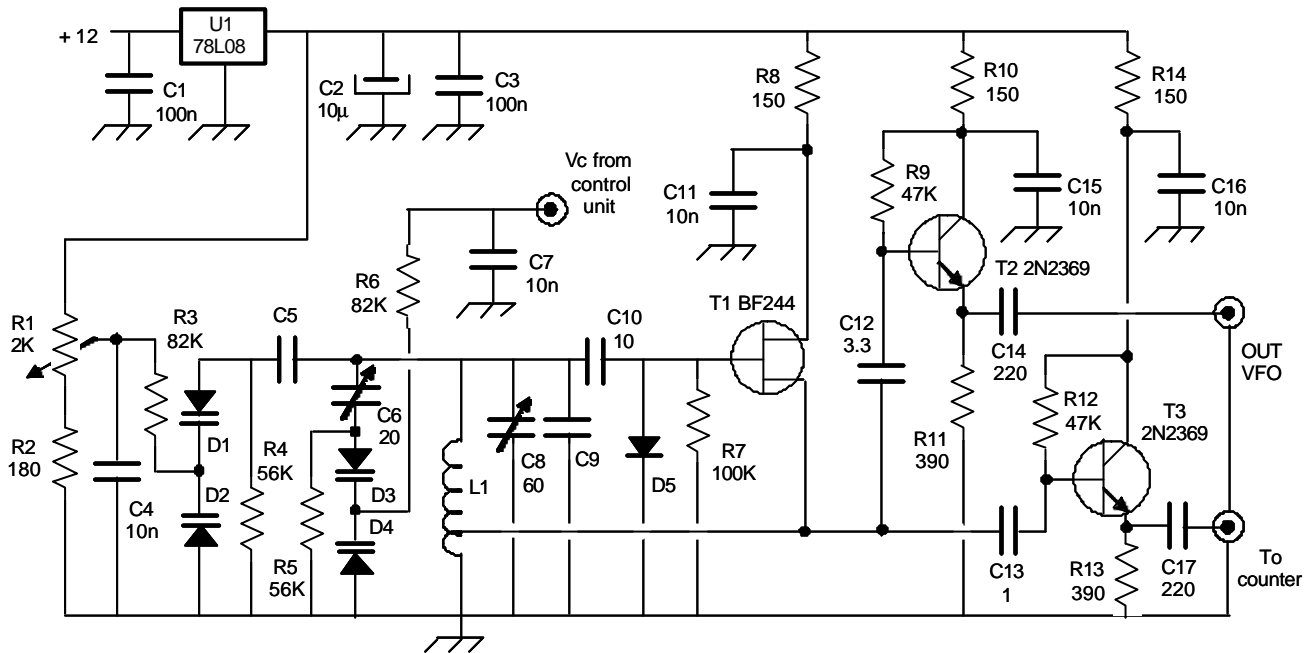 + 12
U1
78L08
C1
100n
C2
10µ
C3
100n
R8
150
R10
150
R14
150
Vc from
control
unit
C11
10n
R9
47K
C15
10n
C16
10n
C7
10n
R6
82K
T2 2N2369
R1
2K
R3
82K
C5
C10
10
T1 BF244
C12
3.3
C14
220
OUT
VFO
R2
180
C4
10n
D1
D2
R4
56K
C6
20
D3
D4
R5
56K
L1
C8
60
C9
D5
R7
100K
R11
390
R12
47K
T3
2N2369
C13
1
R13
390
C17
220
To
counter